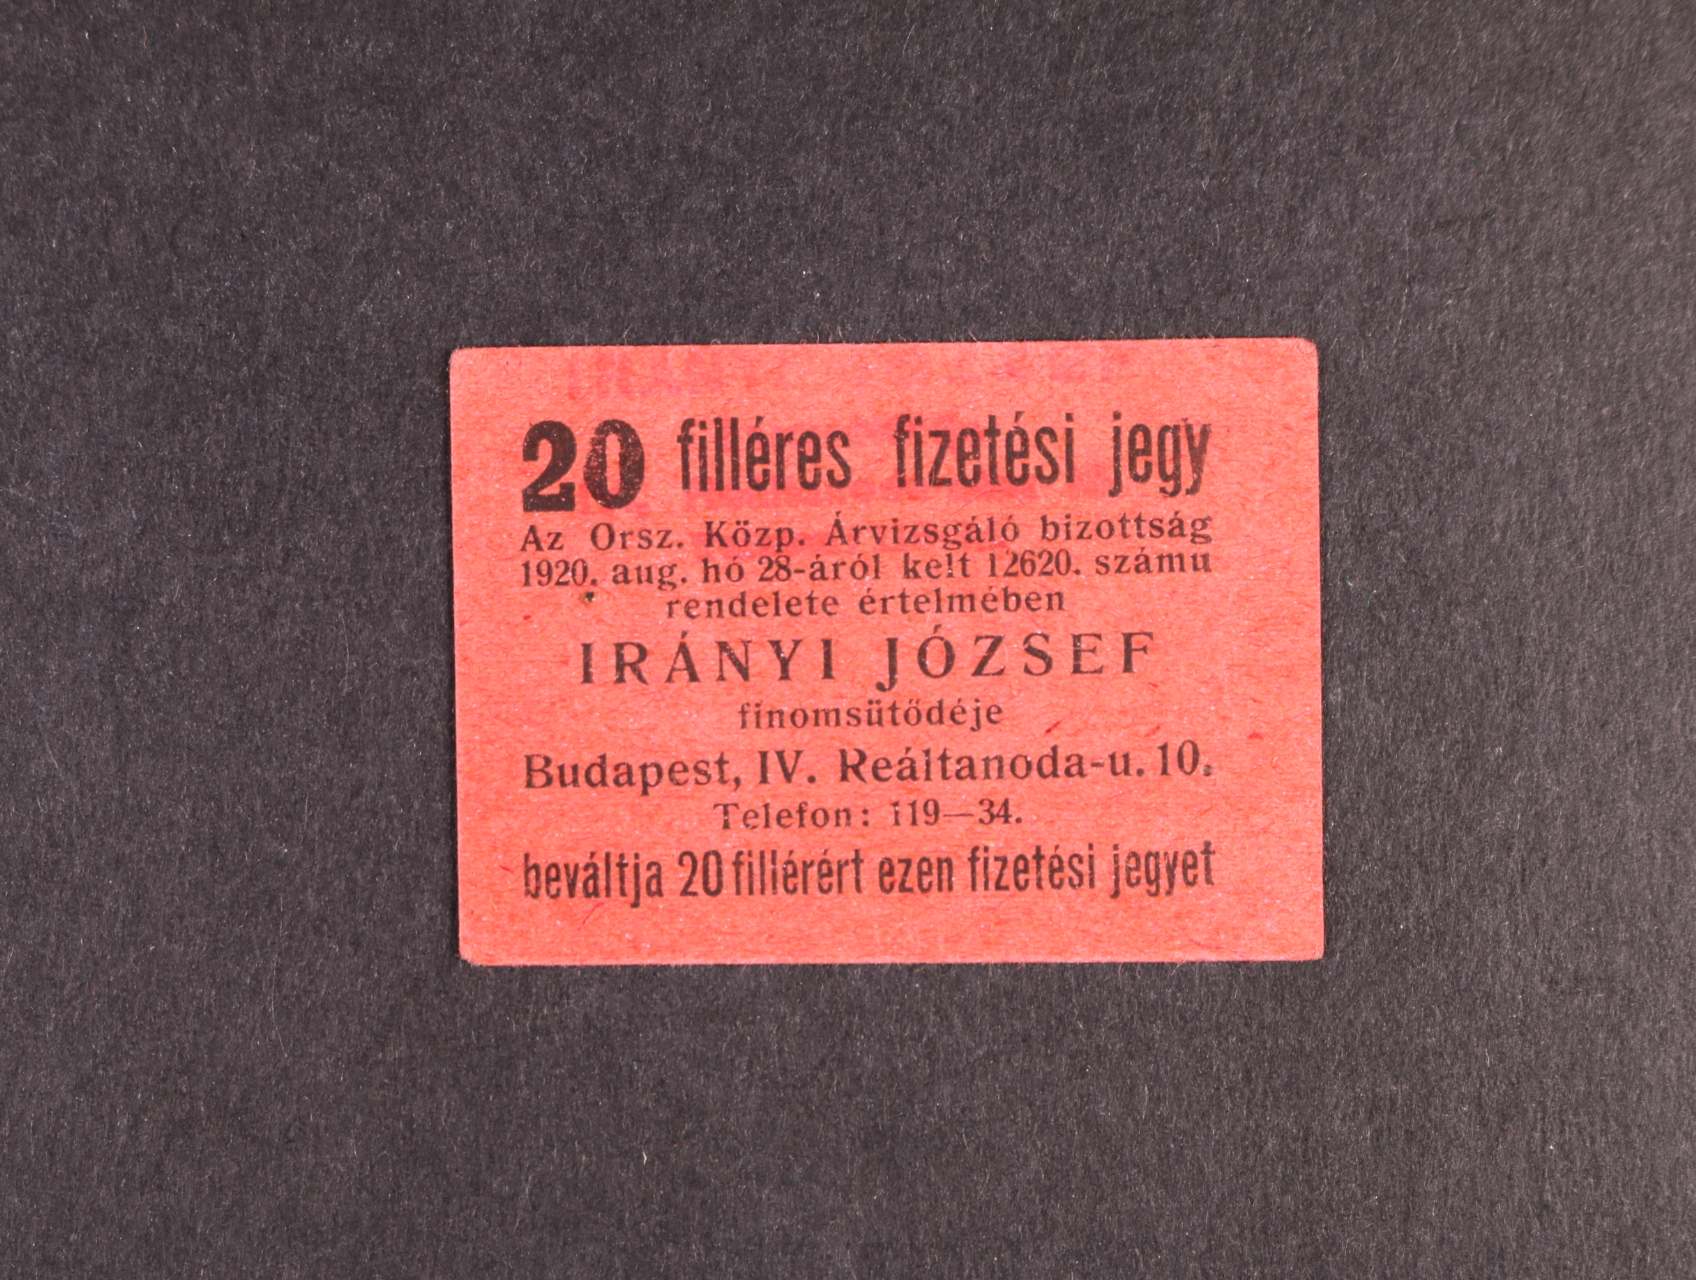 20 filléres fizetési jegy
Az Orsz. Közp. Árvizsgáló bizottság
1920. aug. hó 28-áról kelt 12620. számu
rendelete értelmében
IRÁNYI JÓZSEF
finomsütődéje
Budapest, IV. Reáltanoda-u. 10.
Telefon: 119—34.
beváltja 20 fillérért ezen fizetési jegyet